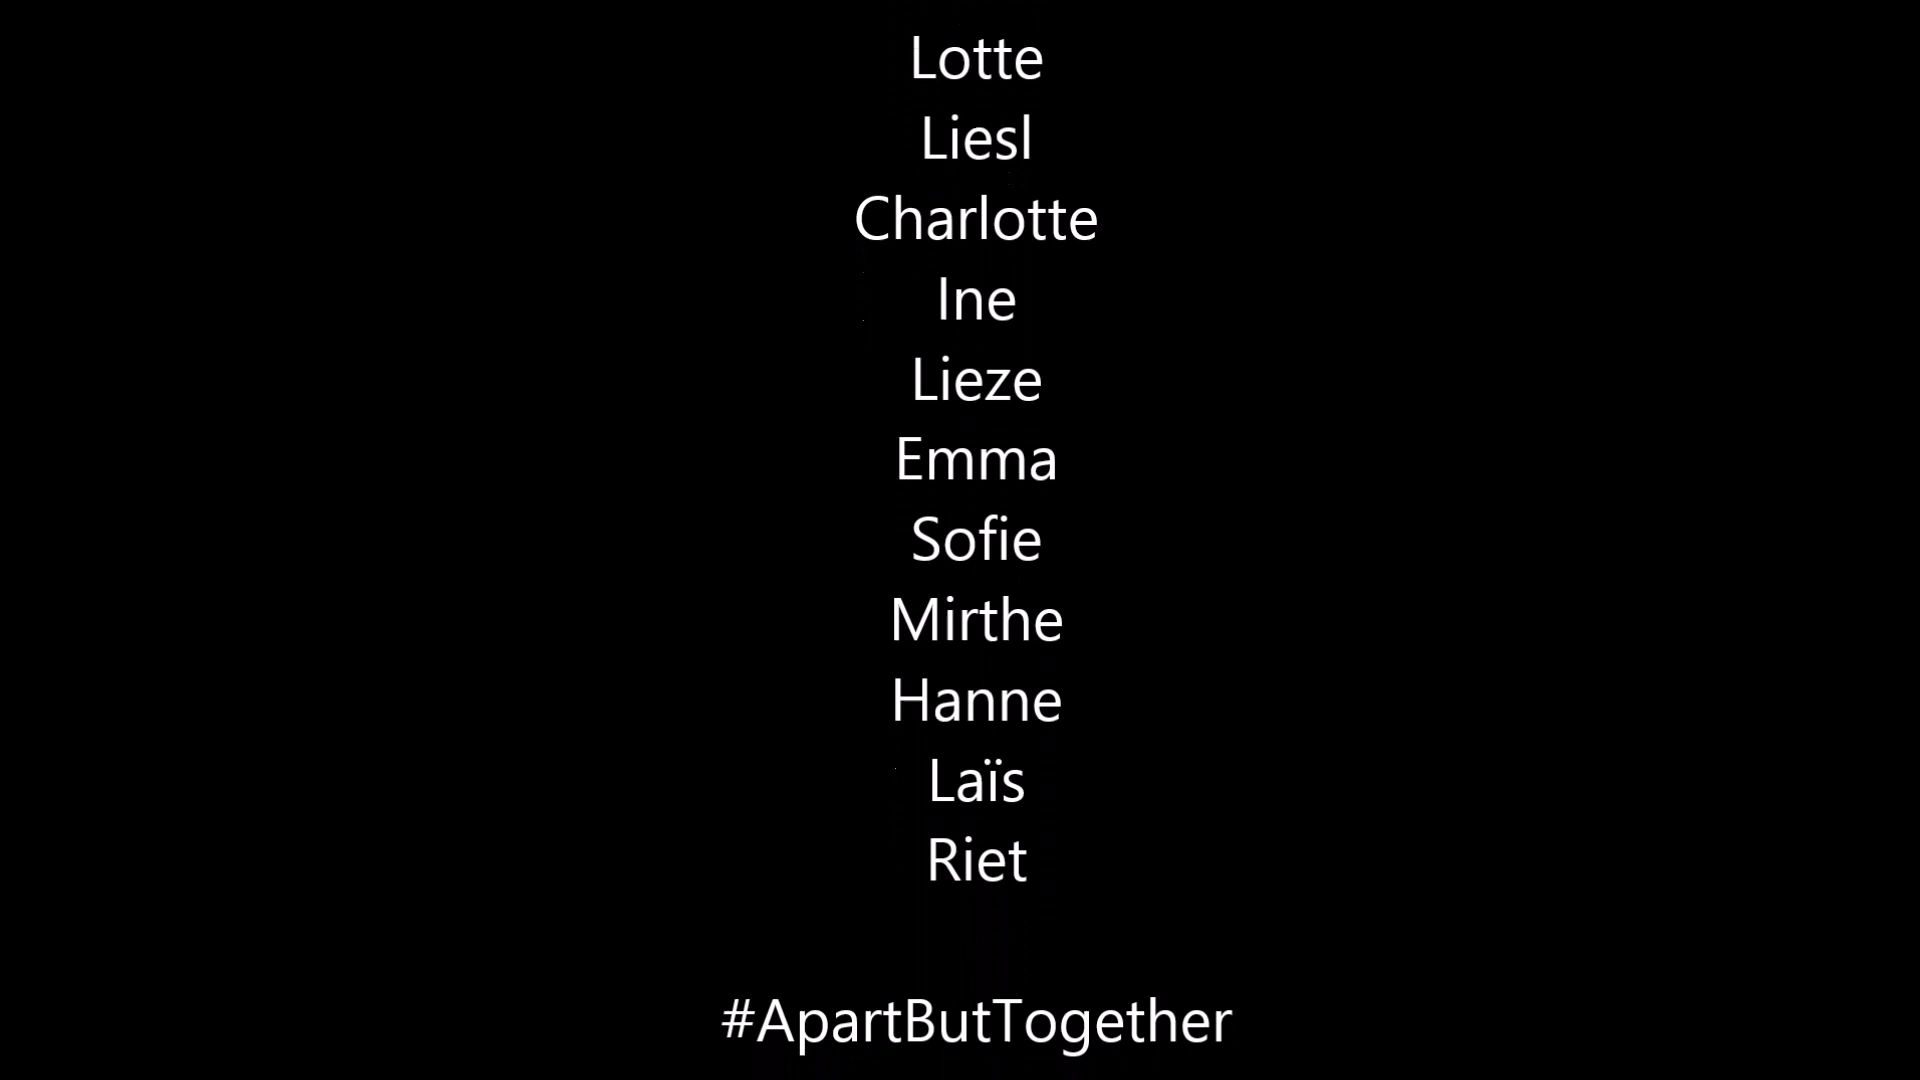 Lotte
Liesl
Charlotte
Ine
Lieze
Emma
Sofie
Mirthe
Hanne
Laïs
Riet
#ApartButTogether